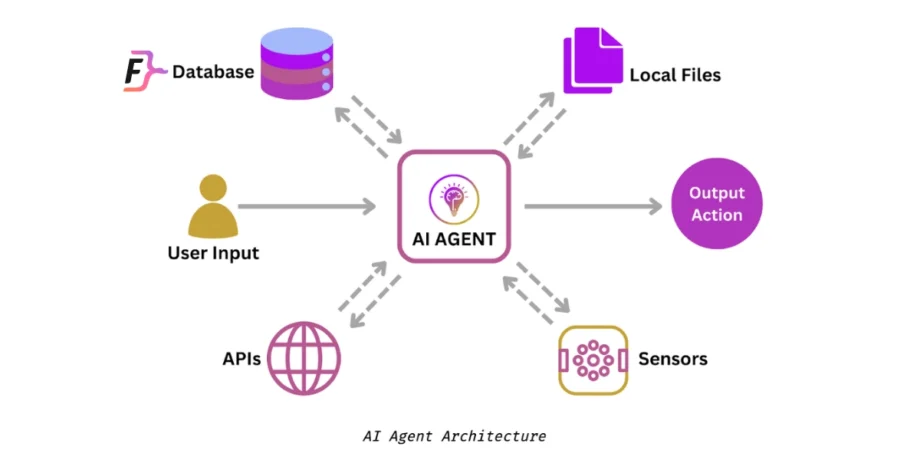 F
Database
Local Files
AI AGENT
Output
Action
User Input
APIs
Sensors
AI Agent Architecture